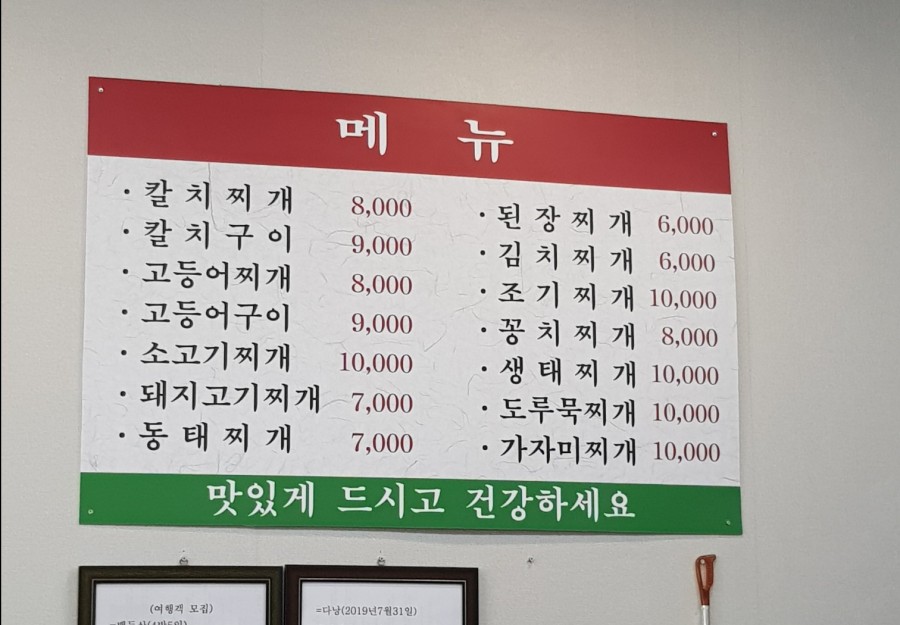 메 뉴
· 칼치찌개 8,000
· 칼치구이 9,000
· 고등어찌개 8,000
· 고등어구이 9,000
· 소고기찌개 10,000
· 돼지고기찌개 7,000
· 동태찌개 7,000
· 된장찌개 6,000
· 김치찌개 6,000
· 조기찌개 10,000
· 꽁치찌개 8,000
· 생태찌개 10,000
· 도루묵찌개 10,000
· 가자미찌개 10,000
맛있게 드시고 건강하세요
(여행객 모집)
=다낭(2019년7월31일)